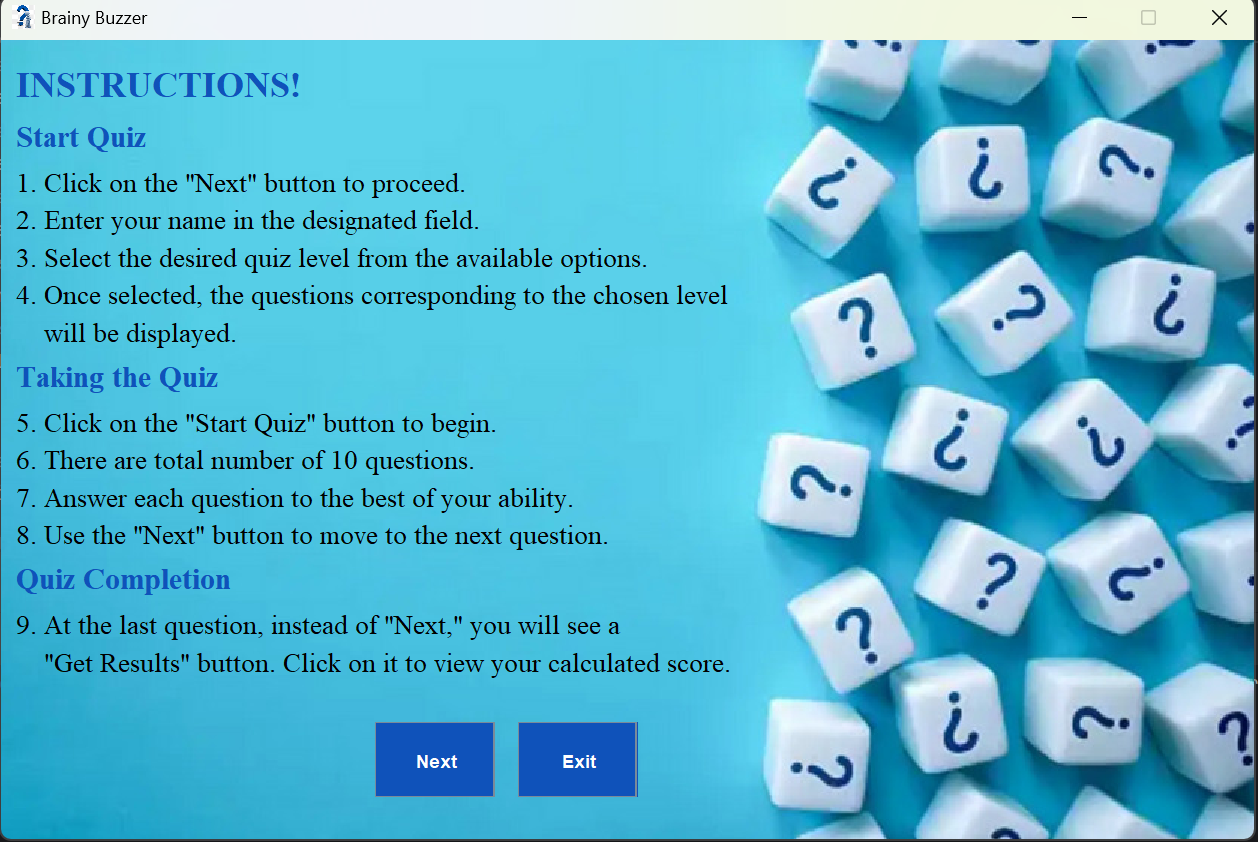 Brainy Buzzer
INSTRUCTIONS!
Start Quiz
1. Click on the "Next" button to proceed.
2. Enter your name in the designated field.
3. Select the desired quiz level from the available options.
4. Once selected, the questions corresponding to the chosen level
will be displayed.
Taking the Quiz
5. Click on the "Start Quiz" button to begin.
6. There are total number of 10 questions.
7. Answer each question to the best of your ability.
8. Use the "Next" button to move to the next question.
Quiz Completion
9. At the last question, instead of "Next," you will see a
"Get Results" button. Click on it to view your calculated score.
Next Exit